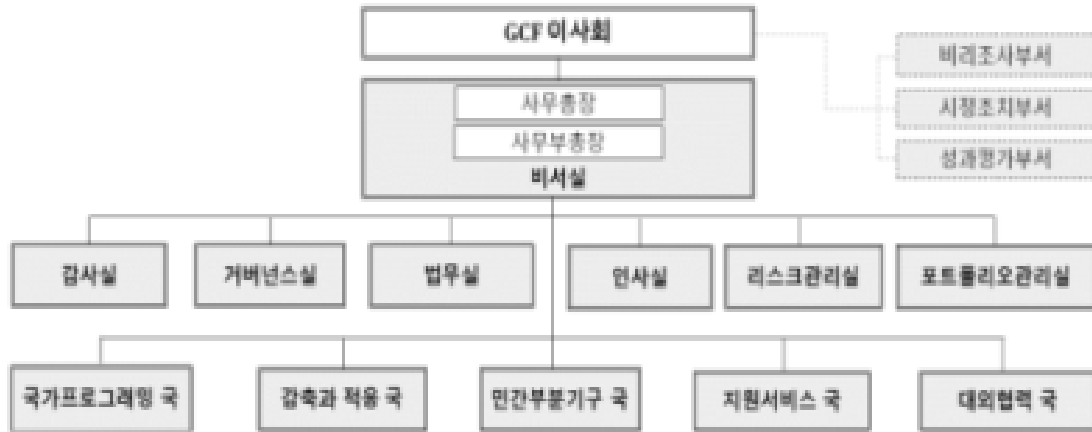 GCF 이사회
비리조사부서
사무총장
시정조치부서
사무부총장
성과평가부서
비서실
감사실
거버넌스실
법무실
인사실
리스크관리실
포트폴리오관리실
국가프로그래밍 국
감축과 적응 국
민간부분기구 국
지원서비스 국
대외협력 국